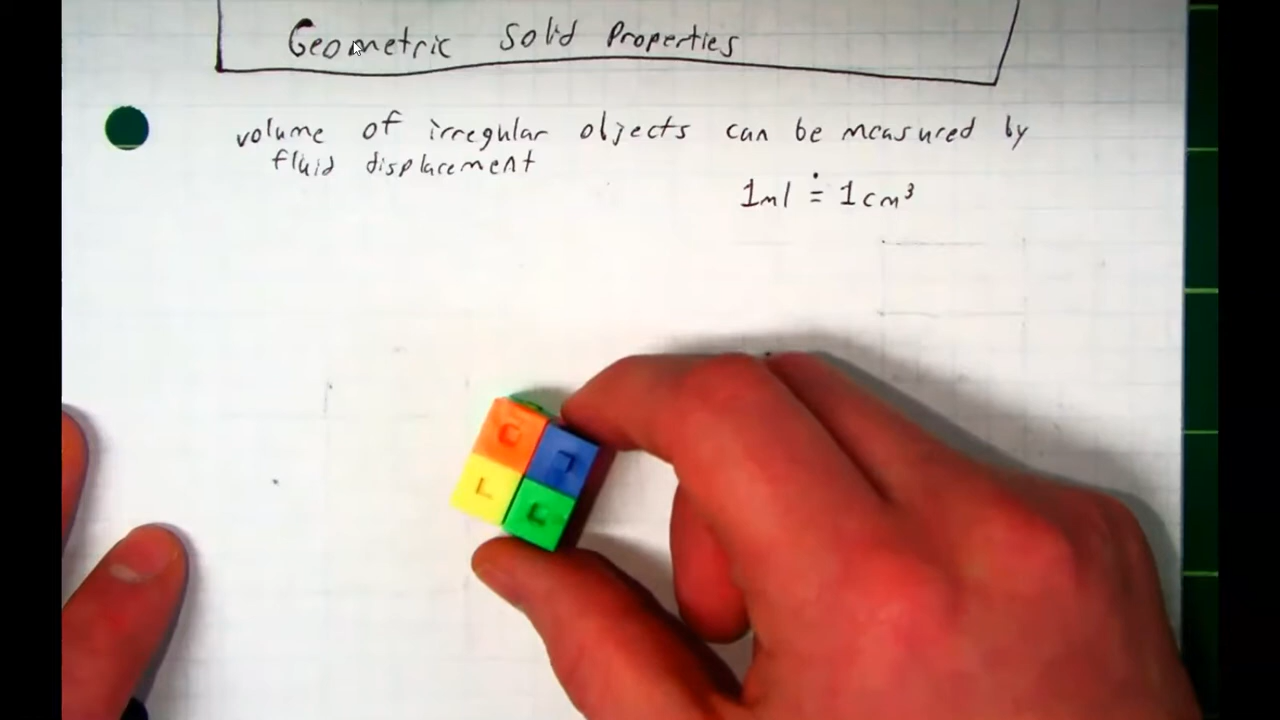 Geometric Solid Properties
volume of irregular objects can be measured by
fluid displacement
1ml ≐ 1cm³